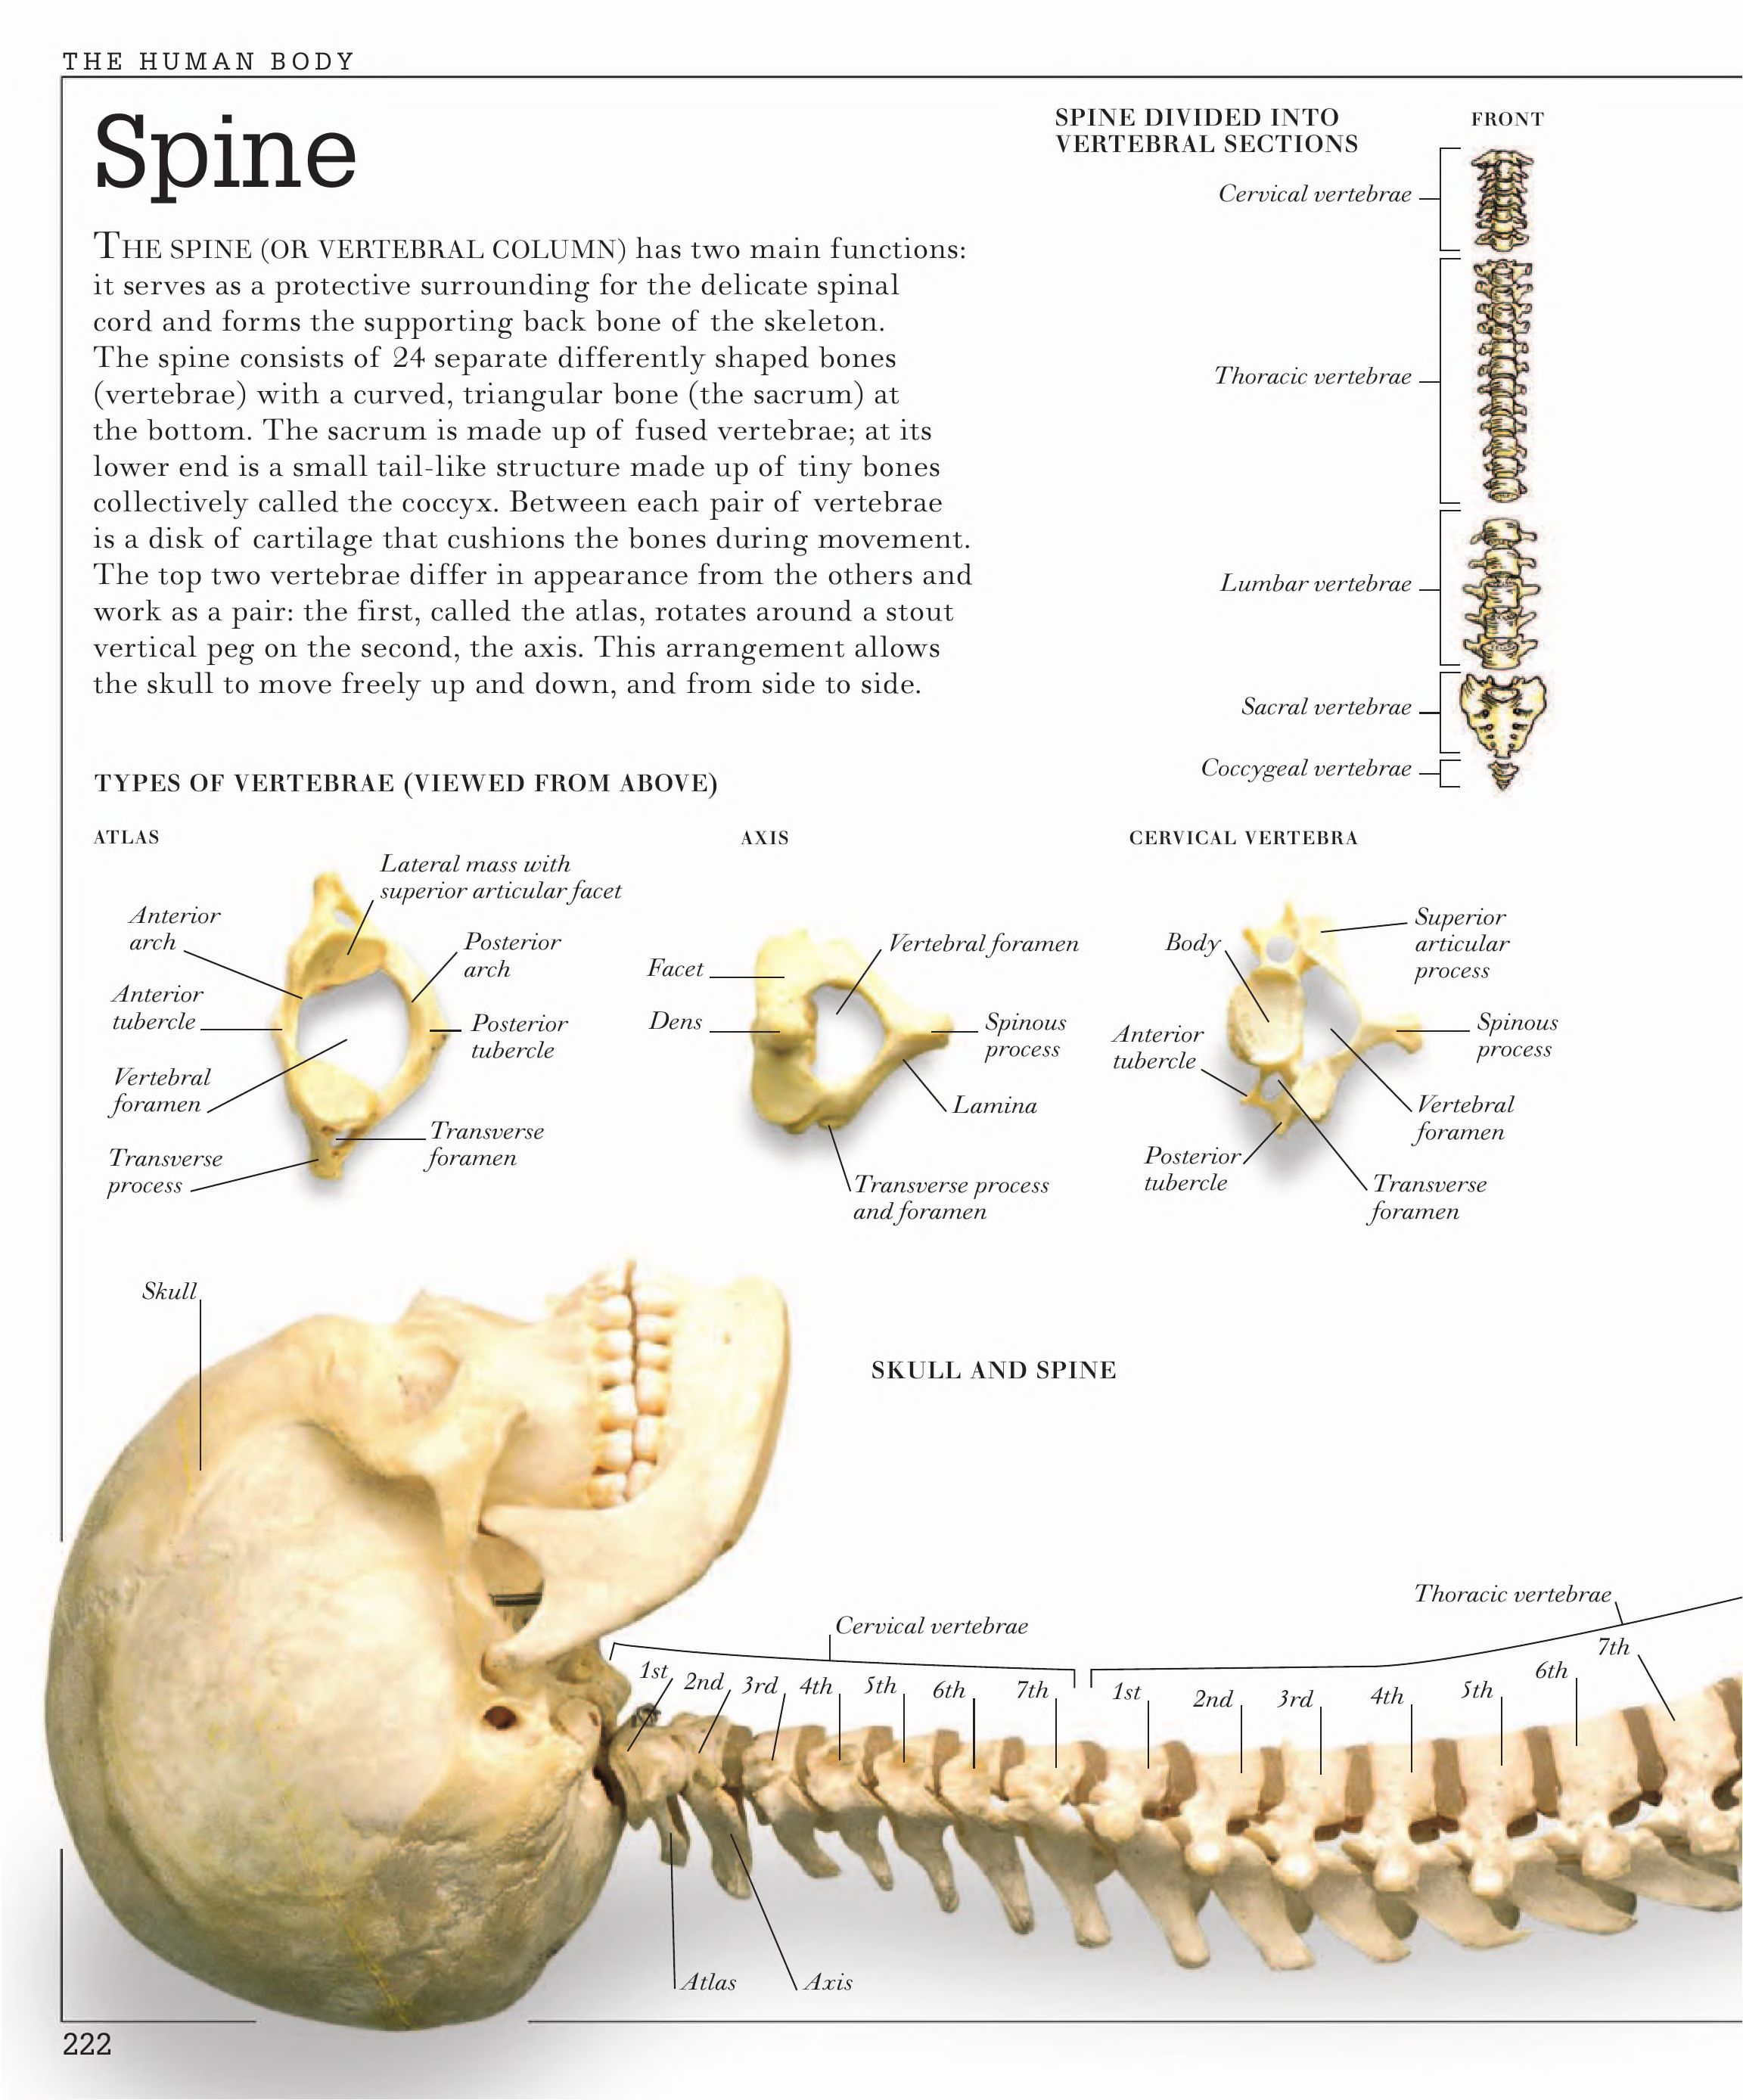 THE HUMAN BODY
Spine
THE SPINE (OR VERTEBRAL COLUMN) has two main functions:
it serves as a protective surrounding for the delicate spinal
cord and forms the supporting back bone of the skeleton.
The spine consists of 24 separate differently shaped bones
(vertebrae) with a curved, triangular bone (the sacrum) at
the bottom. The sacrum is made up of fused vertebrae; at its
lower end is a small tail-like structure made up of tiny bones
collectively called the coccyx. Between each pair of vertebrae
is a disk of cartilage that cushions the bones during movement.
The top two vertebrae differ in appearance from the others and
work as a pair: the first, called the atlas, rotates around a stout
vertical peg on the second, the axis. This arrangement allows
the skull to move freely up and down, and from side to side.
SPINE DIVIDED INTO
VERTEBRAL SECTIONS
FRONT
Cervical vertebrae
Thoracic vertebrae
Lumbar vertebrae
Sacral vertebrae
Coccygeal vertebrae
TYPES OF VERTEBRAE (VIEWED FROM ABOVE)
ATLAS
Lateral mass with
superior articular facet
Anterior
arch
Posterior
arch
Anterior
tubercle
Posterior
tubercle
Vertebral
foramen
Transverse
foramen
Transverse
process
AXIS
Vertebral foramen
Facet
Dens
Spinous
process
Lamina
Transverse process
and foramen
CERVICAL VERTEBRA
Superior
articular
process
Body
Spinous
process
Anterior
tubercle
Vertebral
foramen
Posterior
tubercle
Transverse
foramen
Skull
SKULL AND SPINE
Cervical vertebrae
1st
2nd
3rd
4th
5th
6th
7th
Thoracic vertebrae
1st
2nd
3rd
4th
5th
6th
7th
Atlas
Axis
222